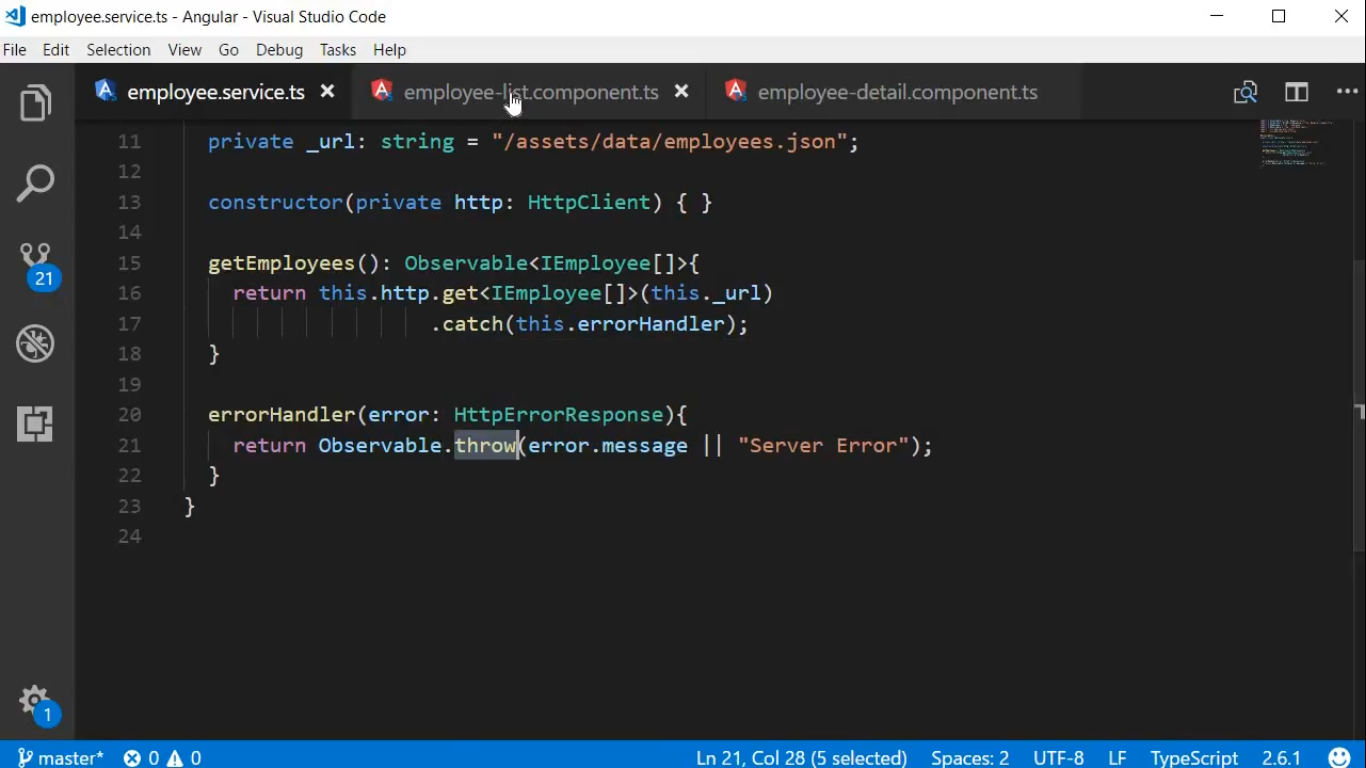 employee.service.ts - Angular - Visual Studio Code
File Edit Selection View Go Debug Tasks Help
employee.service.ts employee-list.component.ts employee-detail.component.ts
11 private _url: string = "/assets/data/employees.json";
12
13 constructor(private http: HttpClient) { }
14
15 getEmployees(): Observable<IEmployee[]>{
16 return this.http.get<IEmployee[]>(this._url)
17 .catch(this.errorHandler);
18 }
19
20 errorHandler(error: HttpErrorResponse){
21 return Observable.throw(error.message || "Server Error");
22 }
23 }
24
21
1
master* 0 0 Ln 21, Col 28 (5 selected) Spaces: 2 UTF-8 LF TypeScript 2.6.1